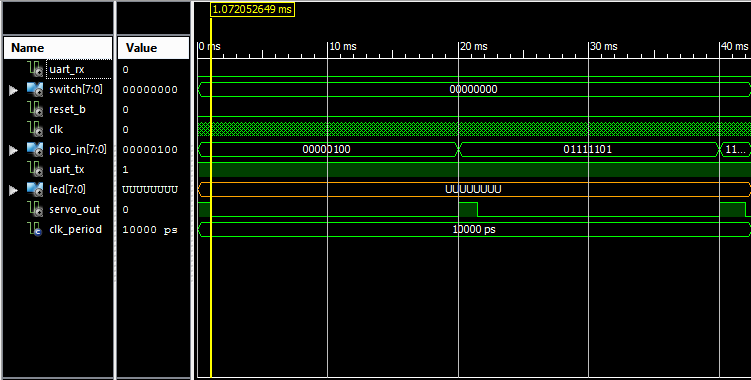 1.072052649 ms
Name Value 0 ms 10 ms 20 ms 30 ms 40 ms
uart_rx 0
switch[7:0] 00000000 00000000
reset_b 0
clk 0
pico_in[7:0] 00000100 00000100 01111101 11...
uart_tx 1
led[7:0] UUUUUUUU UUUUUUUU
servo_out 0
clk_period 10000 ps 10000 ps